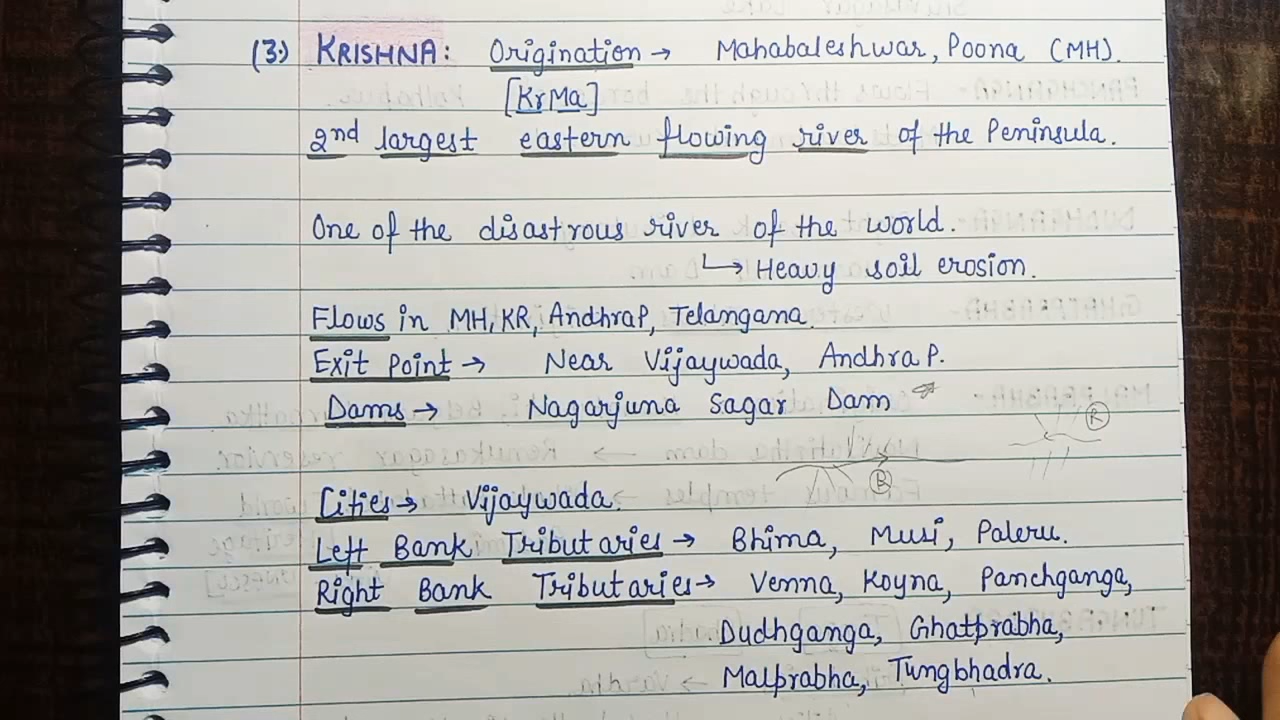 (3.) KRISHNA: Origination → Mahabaleshwar, Poona (MH).
[KrMa]
2nd largest eastern flowing river of the Peninsula.
One of the disastrous river of the world.
↳ Heavy soil erosion.
Flows in MH, KR, Andhra P, Telangana.
Exit Point → Near Vijaywada, Andhra P.
Dams → Nagarjuna Sagar Dam
R
R
Cities → Vijaywada.
Left Bank Tributaries → Bhima, Musi, Paleru.
Right Bank Tributaries → Venna, Koyna, Panchganga,
Dudhganga, Ghatprabha,
Malprabha, Tungbhadra.